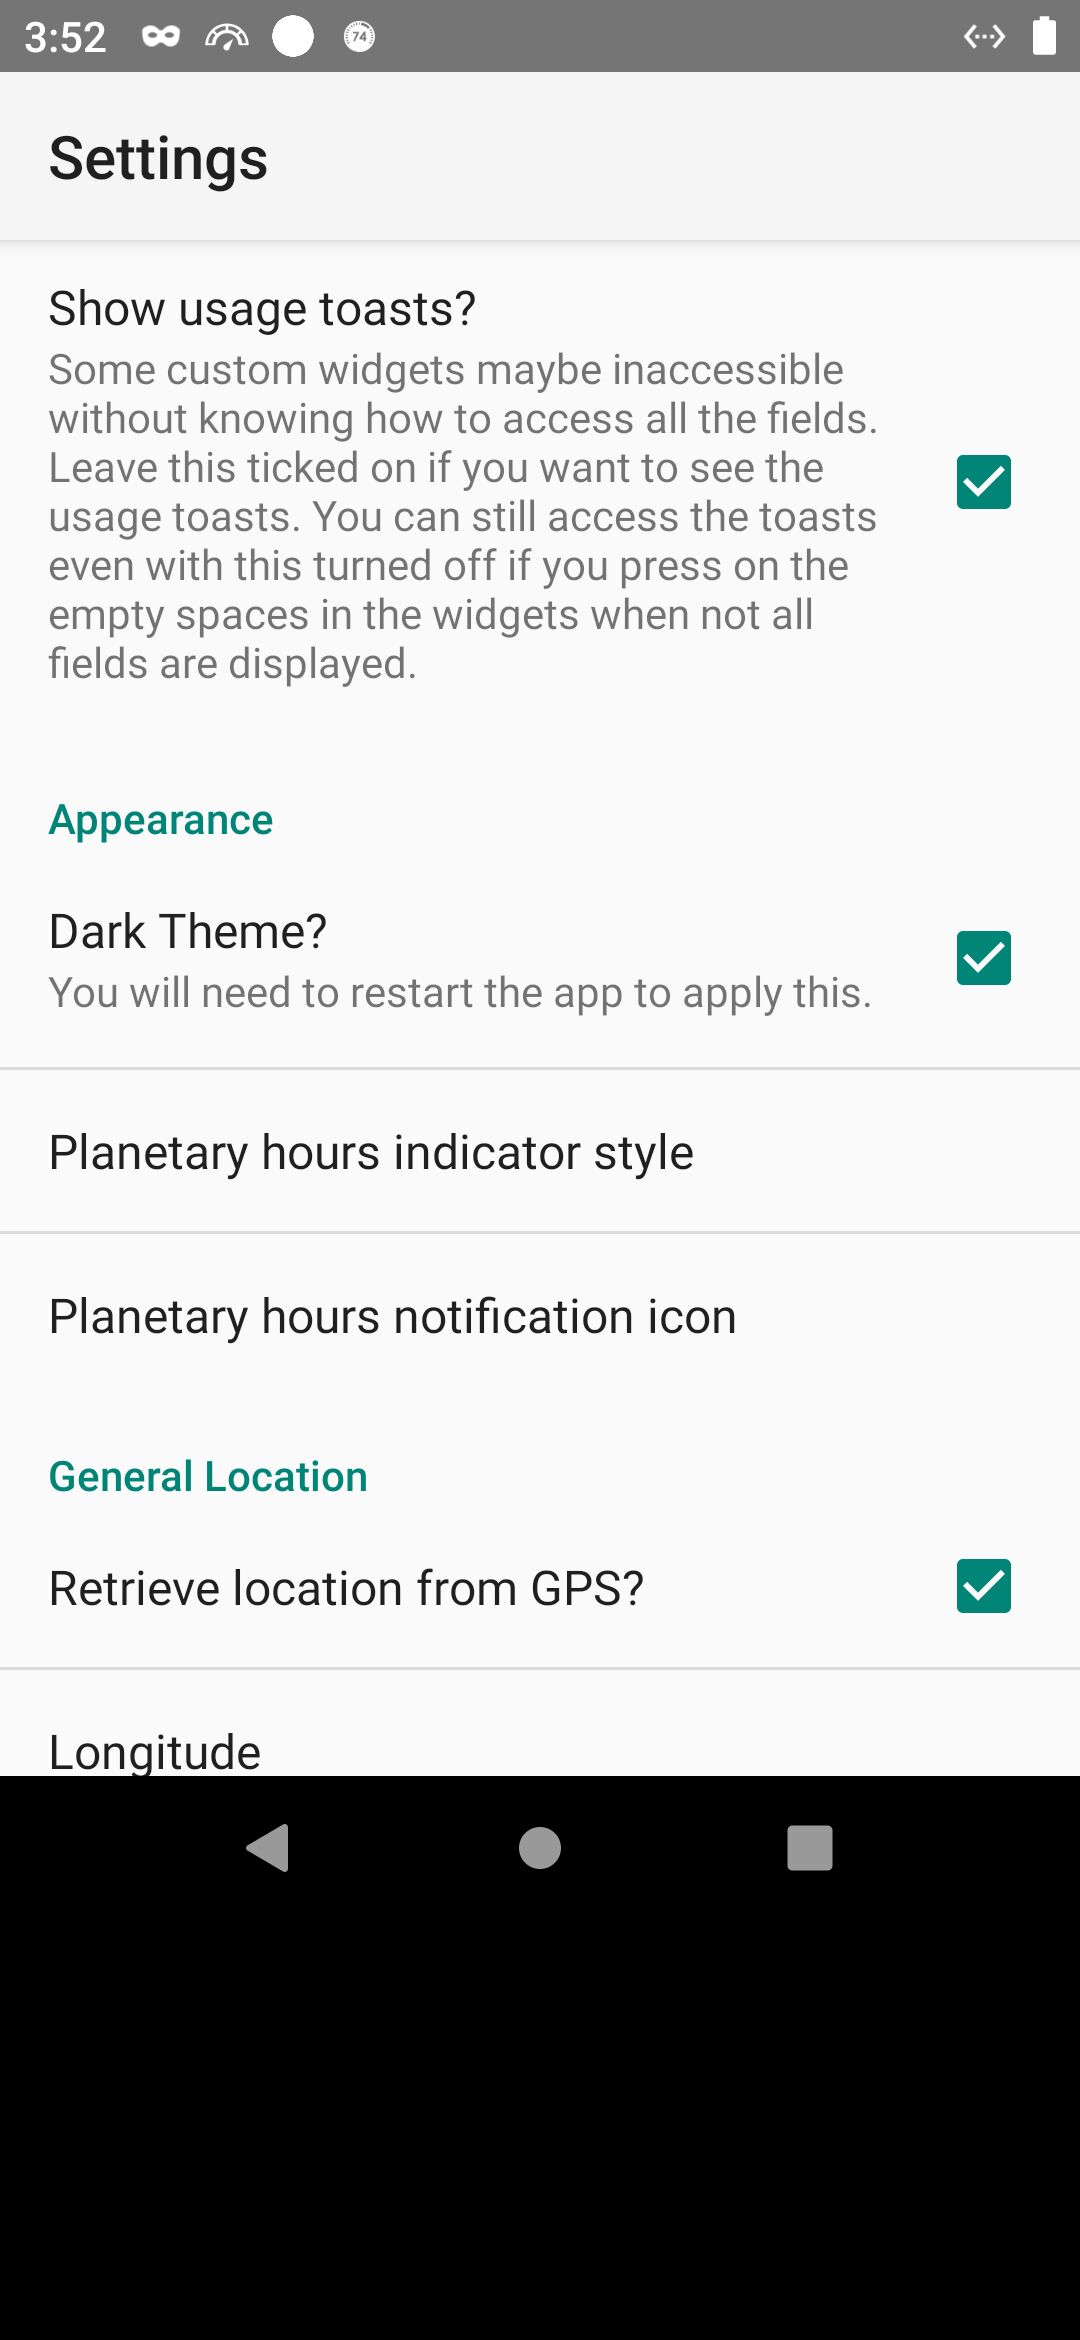 3:52
74
Settings
Show usage toasts?
Some custom widgets maybe inaccessible
without knowing how to access all the fields.
Leave this ticked on if you want to see the
usage toasts. You can still access the toasts
even with this turned off if you press on the
empty spaces in the widgets when not all
fields are displayed.
Appearance
Dark Theme?
You will need to restart the app to apply this.
Planetary hours indicator style
Planetary hours notification icon
General Location
Retrieve location from GPS?
Longitude